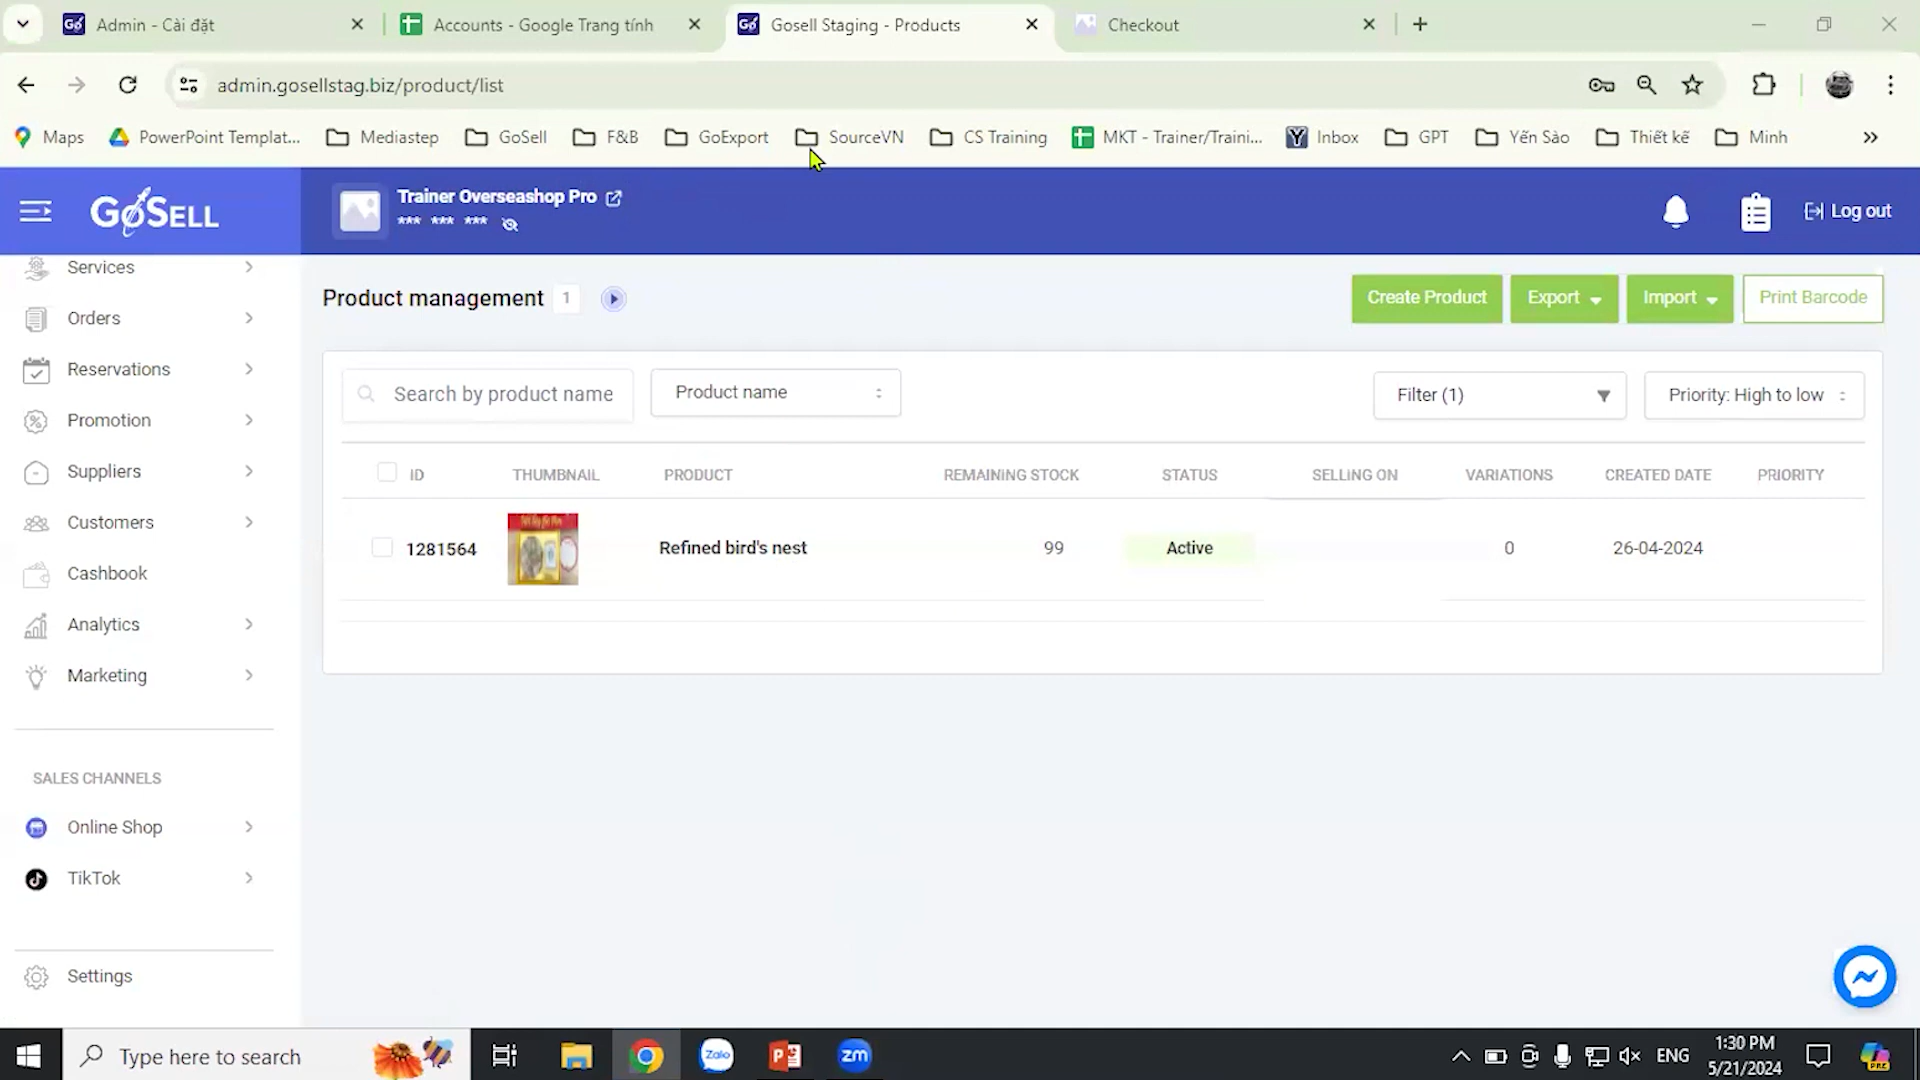 Admin - Cài đặt
Accounts - Google Trang tính
Gosell Staging - Products
Checkout
admin.gosellstag.biz/product/list
Maps
PowerPoint Templat...
Mediastep
GoSell
F&B
GoExport
SourceVN
CS Training
MKT - Trainer/Traini...
Inbox
GPT
Yến Sào
Thiết kế
Minh
GOSELL
Trainer Overseashop Pro
*** *** ***
Log out
Services
Orders
Reservations
Promotion
Suppliers
Customers
Cashbook
Analytics
Marketing
SALES CHANNELS
Online Shop
TikTok
Settings
Product management 1
Create Product
Export
Import
Print Barcode
Search by product name
Product name
Filter (1)
Priority: High to low
ID THUMBNAIL PRODUCT REMAINING STOCK STATUS SELLING ON VARIATIONS CREATED DATE PRIORITY
1281564 Refined bird's nest 99 Active 0 26-04-2024
Type here to search
Zalo
zm
ENG
1:30 PM
5/21/2024
PRE